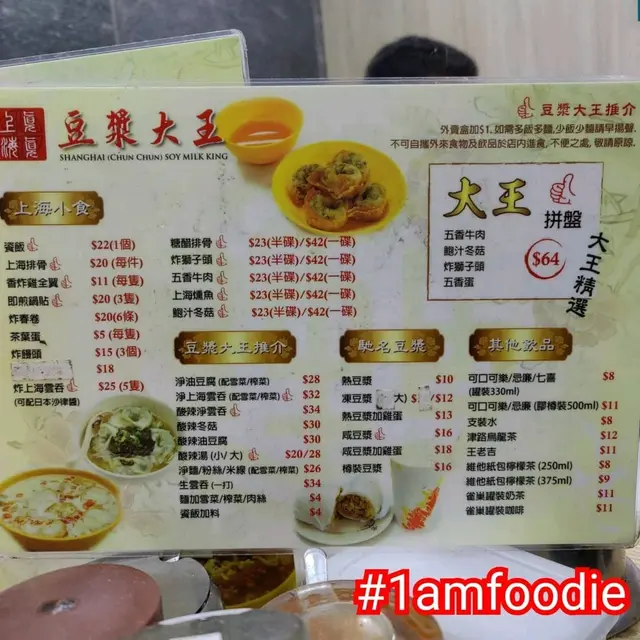 上海 真真
豆漿大王
SHANGHAI (CHUN CHUN) SOY MILK KING
豆漿大王推介
外賣盒加$1. 如需多飯多麵,少飯少麵請早揚聲.
不可自攜外來食物及飲品於店內進食, 不便之處, 敬請原諒.
上海小食
瓷飯 $22(1個)
上海排骨 $20 (每件)
香炸雞全翼 $11 (每隻)
即煎鍋貼 $20 (3隻)
炸春卷 $20(6條)
茶葉蛋 $5 (每隻)
炸饅頭 $15 (3個)
$18
炸上海雲吞 $25 (5隻)
(可配日本沙律醬)
糖醋排骨 $23(半碟)/$42(一碟)
炸獅子頭 $23(半碟)/$42(一碟)
五香牛肉 $23(半碟)/$42(一碟)
上海燻魚 $23(半碟)/$42(一碟)
鮑汁冬菇 $23(半碟)/$42(一碟)
大王 拼盤
五香牛肉
鮑汁冬菇
炸獅子頭
五香蛋
$64
大王精選
豆漿大王推介
淨油豆腐 (配雪菜/榨菜) $28
淨上海雲吞 (配雪菜/榨菜) $32
酸辣淨雲吞 $34
酸辣冬菇 $30
酸辣油豆腐 $30
酸辣湯 (小/大) $20/28
淨麵/粉絲/米線 (配雪菜/榨菜) $26
生雲吞 (一打) $34
麵加雪菜/榨菜/肉絲 $4
瓷飯加料 $4
馳名豆漿
熱豆漿 $10
凍豆漿 大) $ /$12
熱豆漿加雞蛋 $13
咸豆漿 $16
咸豆漿加雞蛋 $18
樽裝豆漿 $16
其他飲品
可口可樂/忌廉/七喜 $8
(罐裝330ml)
可口可樂/忌廉 (膠樽裝500ml) $11
支裝水 $8
津路烏龍茶 $12
王老吉 $11
維他紙包檸檬茶 (250ml) $8
維他紙包檸檬茶 (375ml) $9
雀巢罐裝奶茶 $11
雀巢罐裝咖啡 $11
#1amfoodie